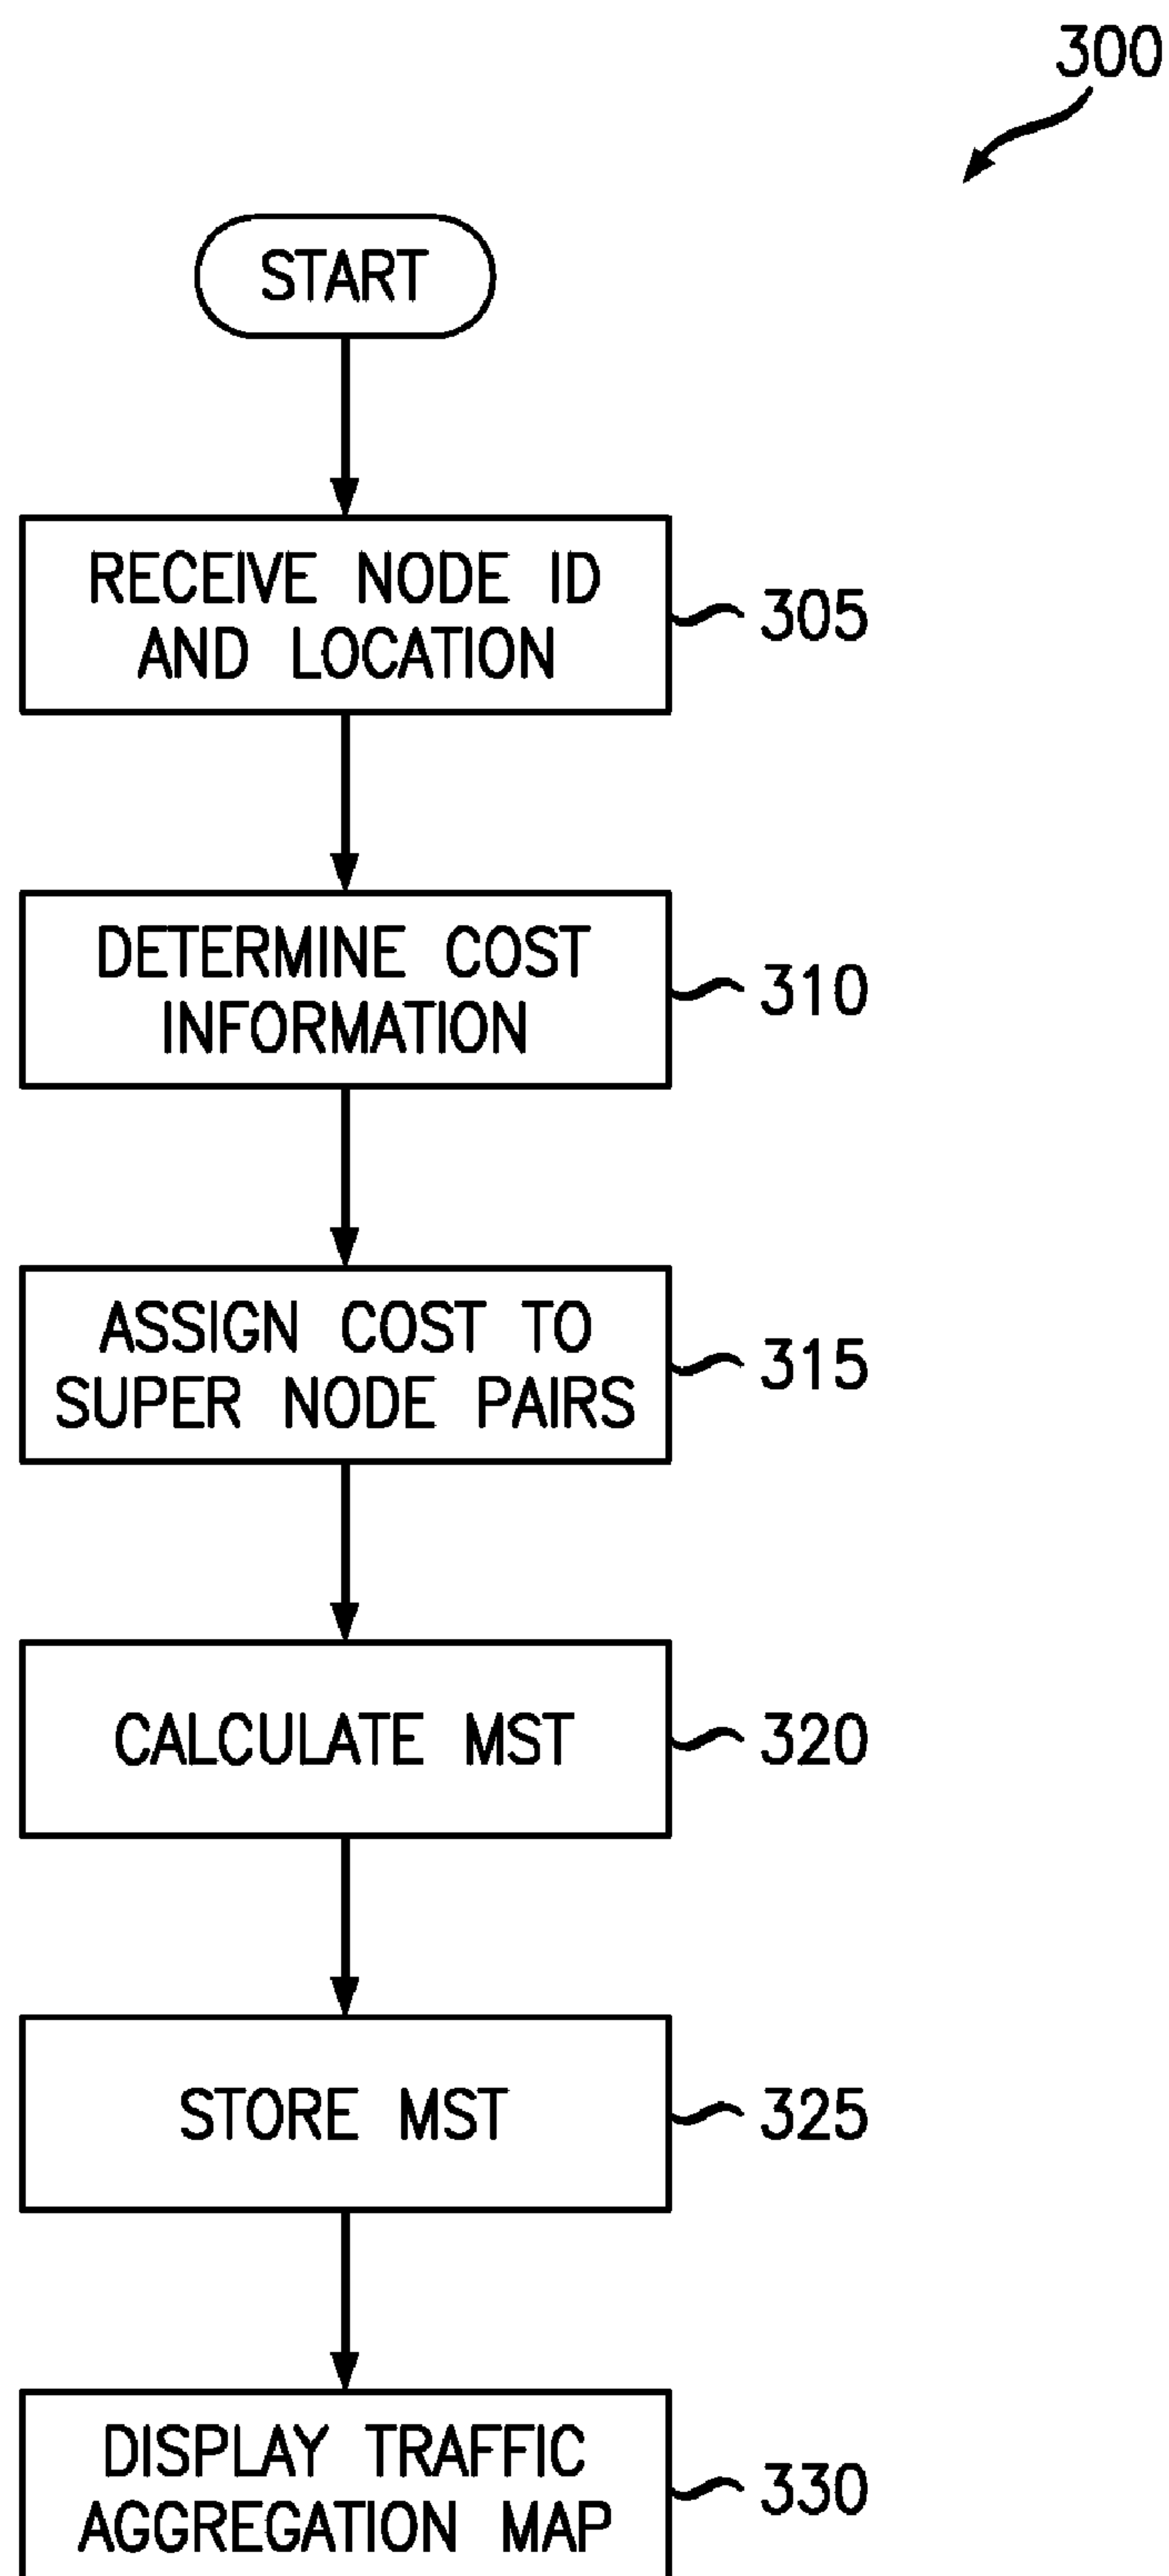 300
START
RECEIVE NODE ID
AND LOCATION
305
DETERMINE COST
INFORMATION
310
ASSIGN COST TO
SUPER NODE PAIRS
315
CALCULATE MST
320
STORE MST
325
DISPLAY TRAFFIC
AGGREGATION MAP
330